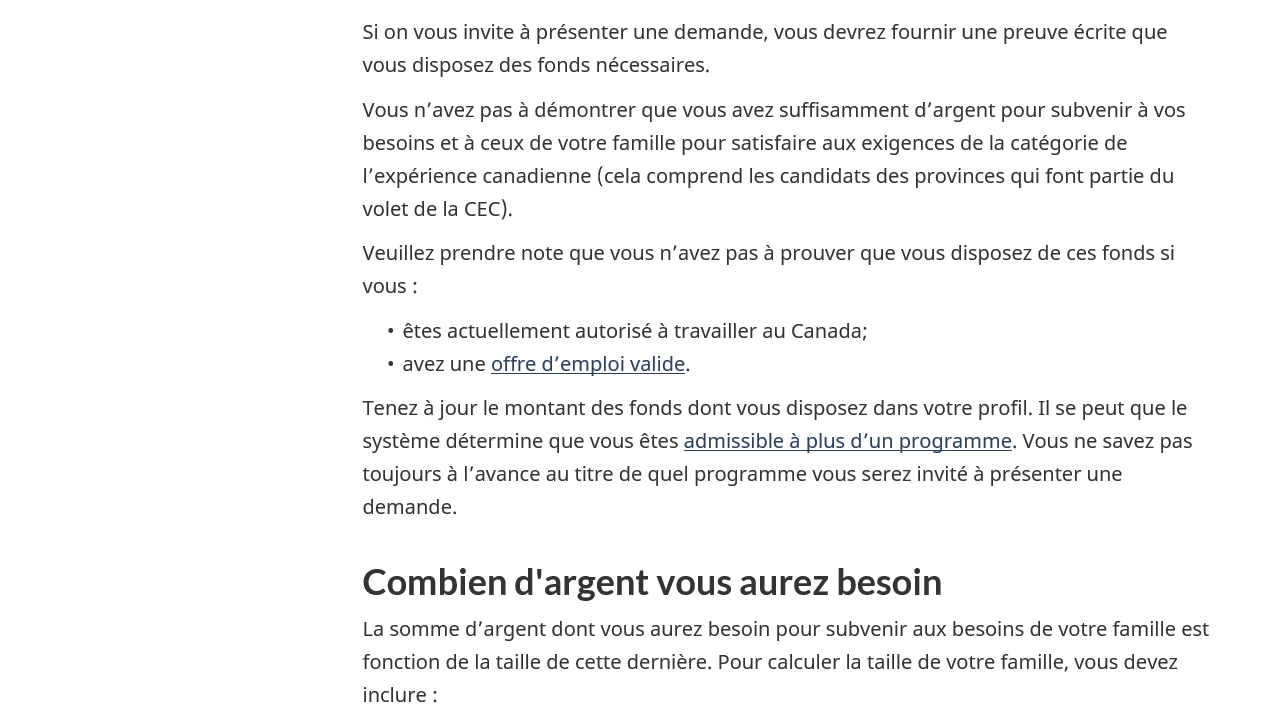 Si on vous invite à présenter une demande, vous devrez fournir une preuve écrite que
vous disposez des fonds nécessaires.
Vous n’avez pas à démontrer que vous avez suffisamment d’argent pour subvenir à vos
besoins et à ceux de votre famille pour satisfaire aux exigences de la catégorie de
l’expérience canadienne (cela comprend les candidats des provinces qui font partie du
volet de la CEC).
Veuillez prendre note que vous n’avez pas à prouver que vous disposez de ces fonds si
vous :
• êtes actuellement autorisé à travailler au Canada;
• avez une offre d’emploi valide.
Tenez à jour le montant des fonds dont vous disposez dans votre profil. Il se peut que le
système détermine que vous êtes admissible à plus d’un programme. Vous ne savez pas
toujours à l’avance au titre de quel programme vous serez invité à présenter une
demande.
Combien d'argent vous aurez besoin
La somme d’argent dont vous aurez besoin pour subvenir aux besoins de votre famille est
fonction de la taille de cette dernière. Pour calculer la taille de votre famille, vous devez
inclure :